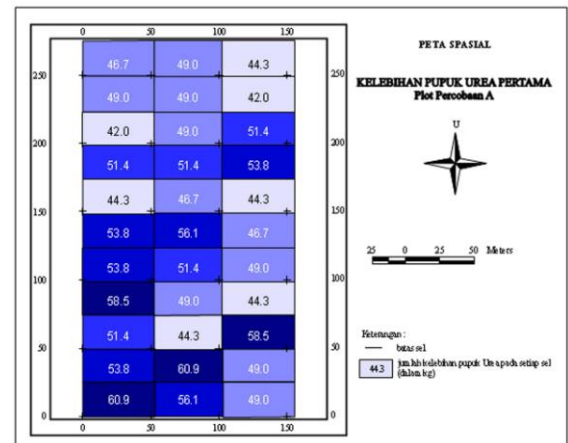 0 50 100 150
PETA SPASIAL
KELEBIHAN PUPUK UREA PERTAMA
Plot Percobaan A
U
250 46.7 49.0 44.3 250
49.0 49.0 42.0
200 42.0 49.0 51.4 200
51.4 51.4 53.8
150 44.3 46.7 44.3 150
53.8 56.1 46.7
100 53.8 51.4 49.0 100
58.5 49.0 44.3
50 51.4 44.3 58.5 50
53.8 60.9 49.0
0 60.9 56.1 49.0 0
0 50 100 150
25 0 25 50 Meters
Keterangan :
batas sel
44.3 jumlah kelebihan pupuk Urea pada setiap sel
(dalam kg)